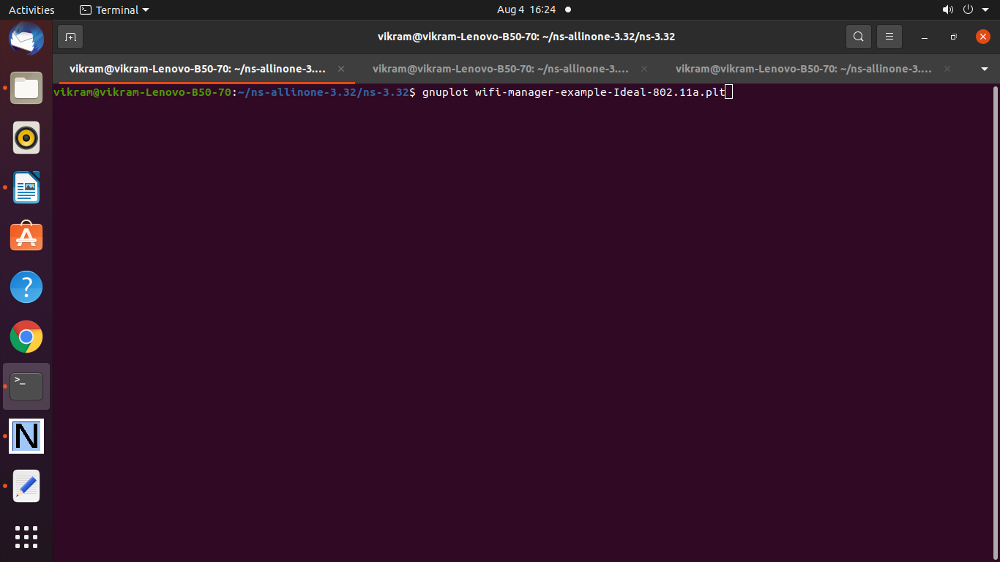 Activities
Terminal
Aug 4 16:24
vikram@vikram-Lenovo-B50-70: ~/ns-allinone-3.32/ns-3.32
vikram@vikram-Lenovo-B50-70: ~/ns-allinone-3.…
vikram@vikram-Lenovo-B50-70: ~/ns-allinone-3.…
vikram@vikram-Lenovo-B50-70: ~/ns-allinone-3.…
vikram@vikram-Lenovo-B50-70:~/ns-allinone-3.32/ns-3.32$ gnuplot wifi-manager-example-Ideal-802.11a.plt
?
>_
N